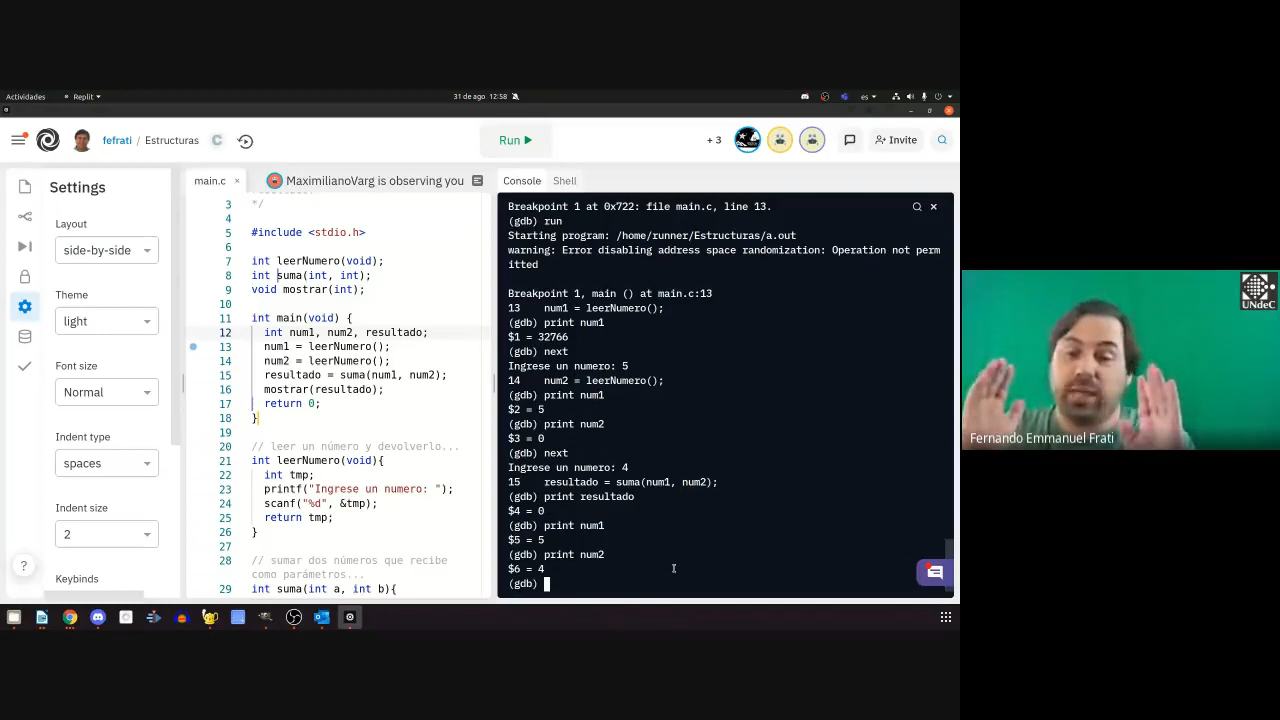 Actividades
Replit
31 de ago 12:58
es
fefrati / Estructuras
C
Run
+ 3
Invite
Settings
Layout
side-by-side
Theme
light
Font size
Normal
Indent type
spaces
Indent size
2
Keybinds
?
main.c ×
MaximilianoVarg is observing you
3 */
4
5 #include <stdio.h>
6
7 int leerNumero(void);
8 int suma(int, int);
9 void mostrar(int);
10
11 int main(void) {
12 int num1, num2, resultado;
13 num1 = leerNumero();
14 num2 = leerNumero();
15 resultado = suma(num1, num2);
16 mostrar(resultado);
17 return 0;
18 }
19
20 // leer un número y devolverlo...
21 int leerNumero(void){
22 int tmp;
23 printf("Ingrese un numero: ");
24 scanf("%d", &tmp);
25 return tmp;
26 }
27
28 // sumar dos números que recibe
como parámetros...
29 int suma(int a, int b){
Console Shell
Breakpoint 1 at 0x722: file main.c, line 13.
(gdb) run
Starting program: /home/runner/Estructuras/a.out
warning: Error disabling address space randomization: Operation not perm
itted
Breakpoint 1, main () at main.c:13
13 num1 = leerNumero();
(gdb) print num1
$1 = 32766
(gdb) next
Ingrese un numero: 5
14 num2 = leerNumero();
(gdb) print num1
$2 = 5
(gdb) print num2
$3 = 0
(gdb) next
Ingrese un numero: 4
15 resultado = suma(num1, num2);
(gdb) print resultado
$4 = 0
(gdb) print num1
$5 = 5
(gdb) print num2
$6 = 4
(gdb)
UNdeC
Fernando Emmanuel Frati